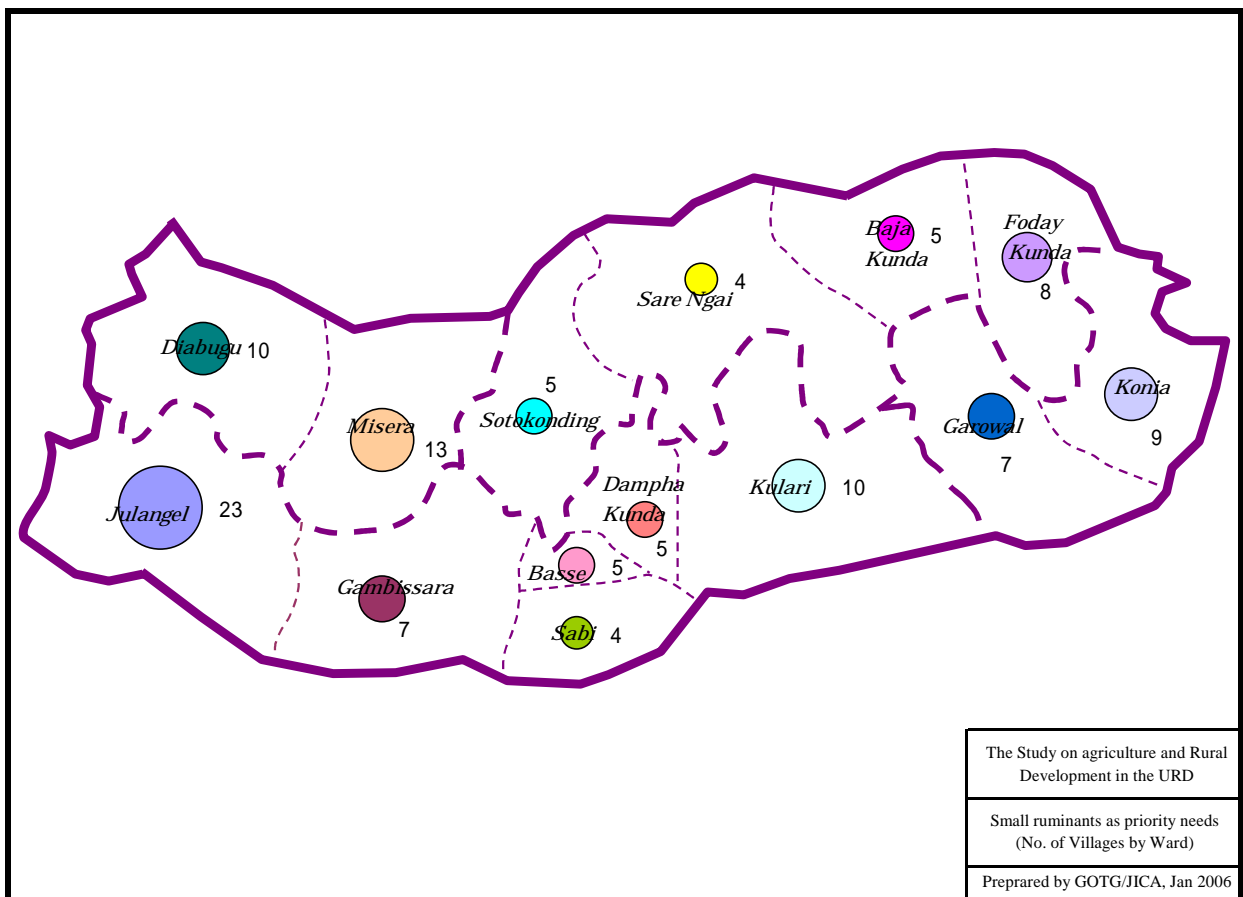 Baja
Kunda
5
Foday
Kunda
8
Sare Ngai
4
Diabugu 10
Misera
13
5
Sotokonding
Konia
9
Garowal
7
Julangel 23
Dampha
Kunda
5
Kulari 10
Basse 5
Gambissara
7
Sabi 4
The Study on agriculture and Rural
Development in the URD
Small ruminants as priority needs
(No. of Villages by Ward)
Preprared by GOTG/JICA, Jan 2006